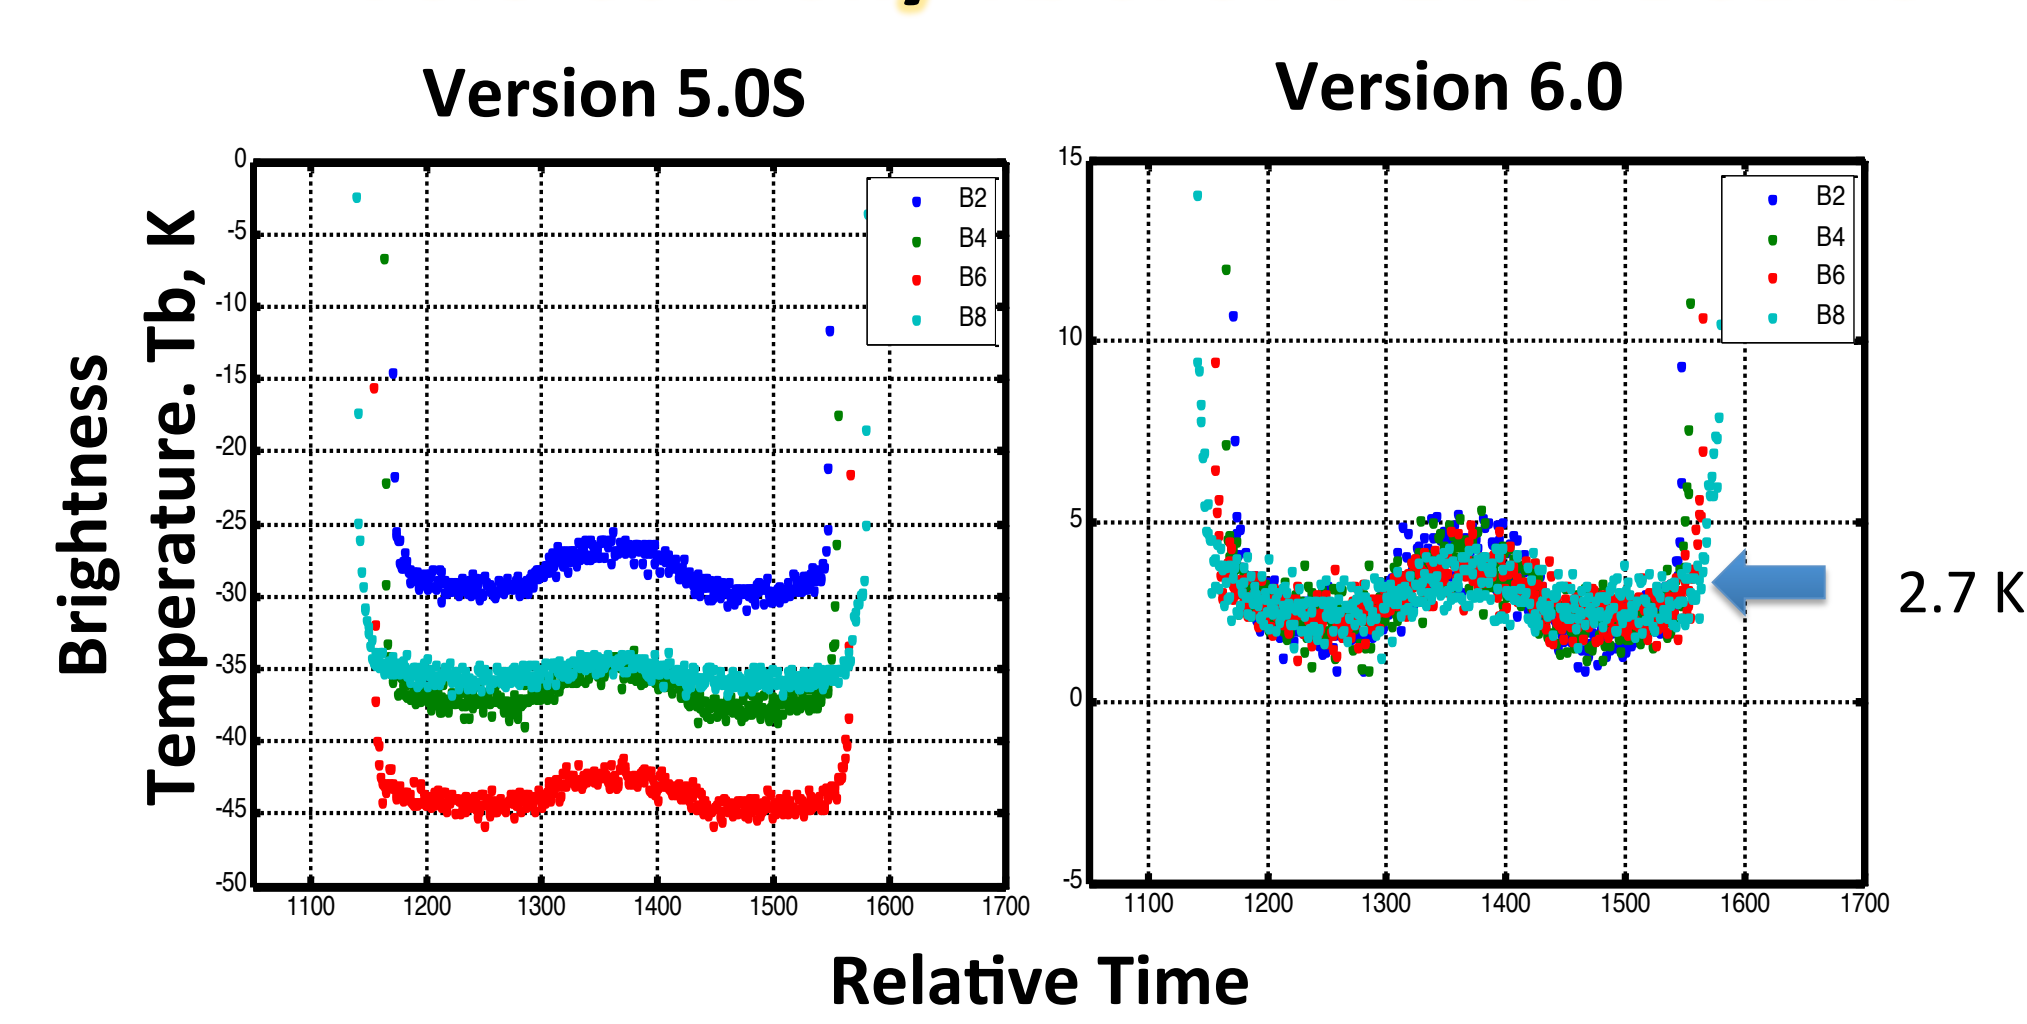 Version 5.0S
Version 6.0
0
-5
-10
-15
-20
-25
-30
-35
-40
-45
-50
1100 1200 1300 1400 1500 1600 1700
B2
B4
B6
B8
15
10
5
0
-5
1100 1200 1300 1400 1500 1600 1700
B2
B4
B6
B8
2.7 K
Brightness
Temperature. Tb, K
Relative Time